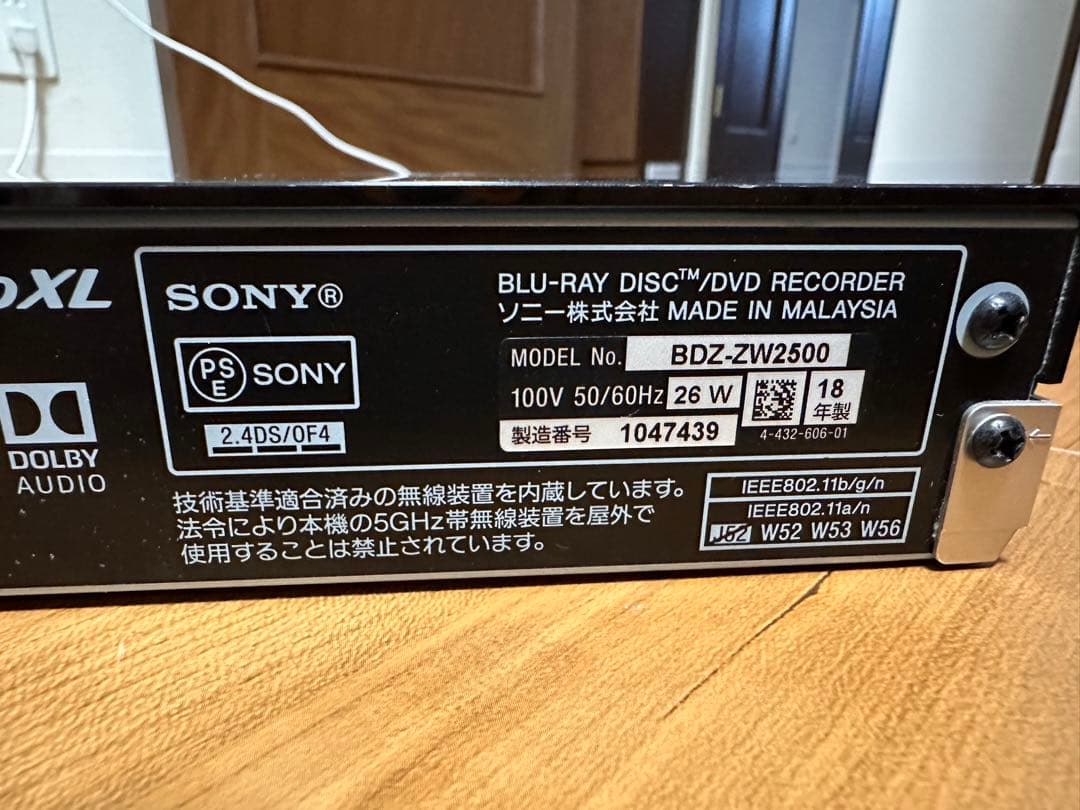 XL
SONY®
BLU-RAY DISC™/DVD RECORDER
ソニー株式会社 MADE IN MALAYSIA
PSE SONY
MODEL No. BDZ-ZW2500
100V 50/60Hz 26 W
18年製
2.4DS/OF4
製造番号 1047439
4-432-606-01
DOLBY
AUDIO
技術基準適合済みの無線装置を内蔵しています。
法令により本機の5GHz帯無線装置を屋外で
使用することは禁止されています。
IEEE802.11b/g/n
IEEE802.11a/n
J52 W52 W53 W56